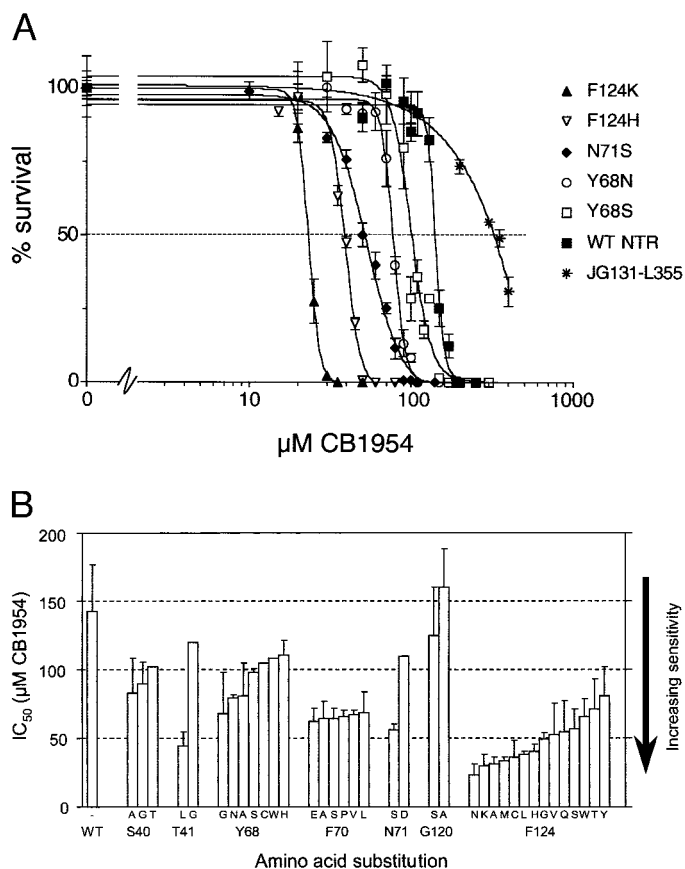 A
100
50
0
% survival
0
10
100
1000
µM CB1954
F124K
F124H
N71S
Y68N
Y68S
WT NTR
JG131-L355
B
200
150
100
50
0
IC50 (µM CB1954)
Increasing sensitivity
- A G T L G G N A S C W H E A S P V L S D S A N K A M C L H G V Q S W T Y
WT S40 T41 Y68 F70 N71 G120 F124
Amino acid substitution